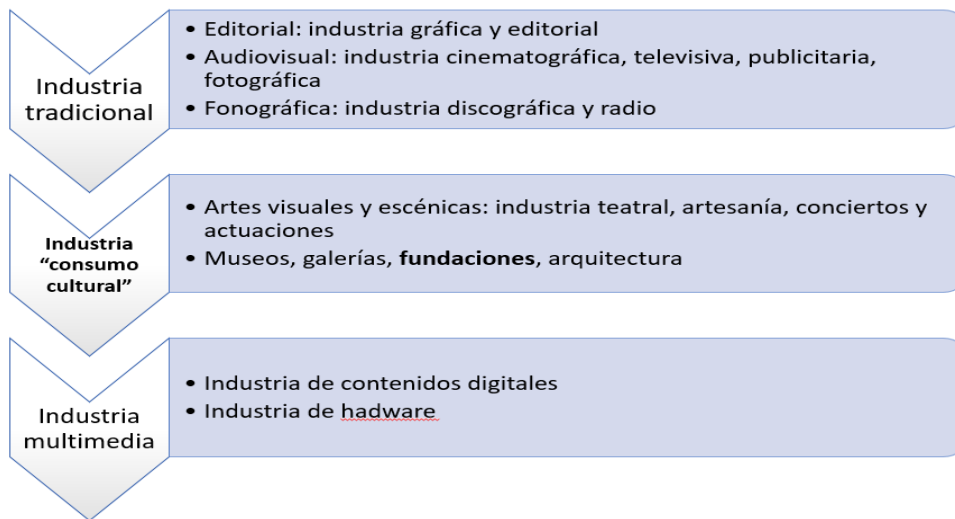 Industria
tradicional
• Editorial: industria gráfica y editorial
• Audiovisual: industria cinematográfica, televisiva, publicitaria,
fotográfica
• Fonográfica: industria discográfica y radio
Industria
“consumo
cultural”
• Artes visuales y escénicas: industria teatral, artesanía, conciertos y
actuaciones
• Museos, galerías, fundaciones, arquitectura
Industria
multimedia
• Industria de contenidos digitales
• Industria de hadware